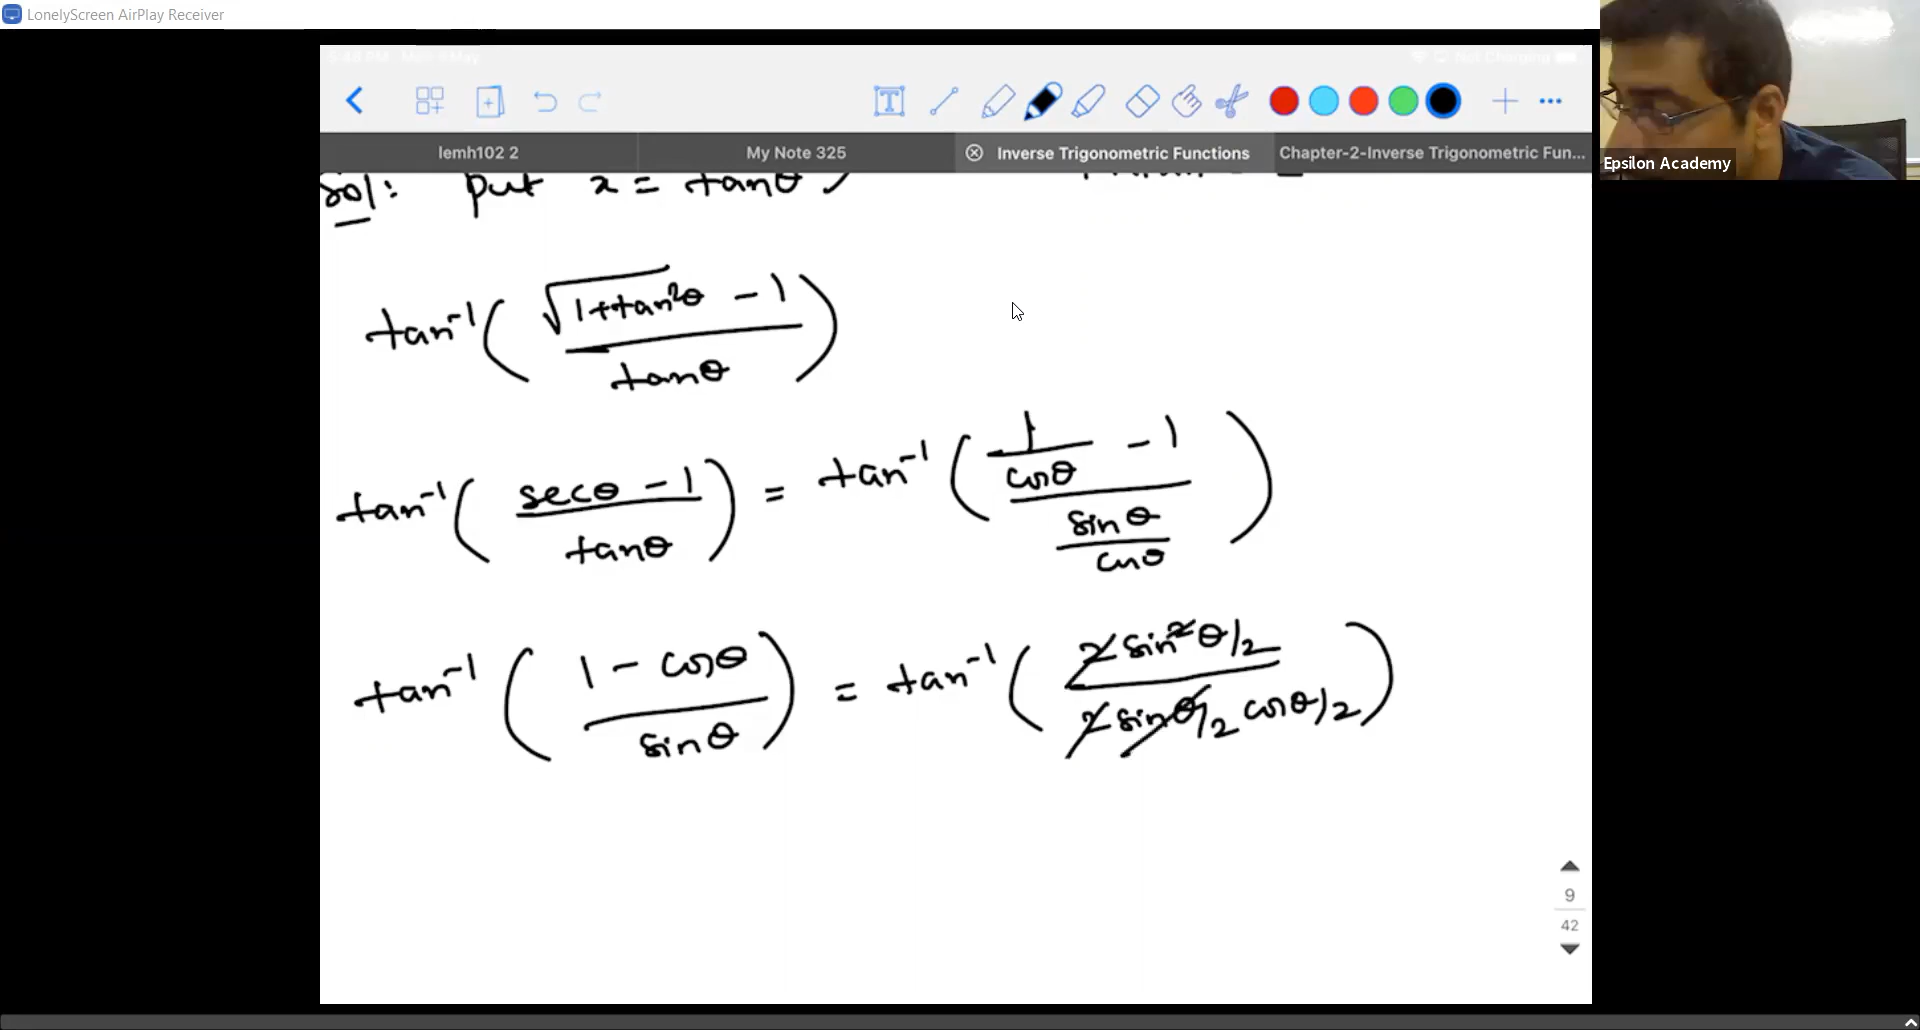 LonelyScreen AirPlay Receiver
T
lemh102 2
My Note 325
Inverse Trigonometric Functions
Chapter-2-Inverse Trigonometric Fun...
Epsilon Academy
Sol: put x = tanθ
tan⁻¹(√(1+tan²θ) - 1 / tanθ)
tan⁻¹(secθ - 1 / tanθ) = tan⁻¹(1/cosθ - 1 / sinθ/cosθ)
tan⁻¹(1 - cosθ / sinθ) = tan⁻¹(2sin²θ/2 / 2sinθ/2 cosθ/2)
9
42